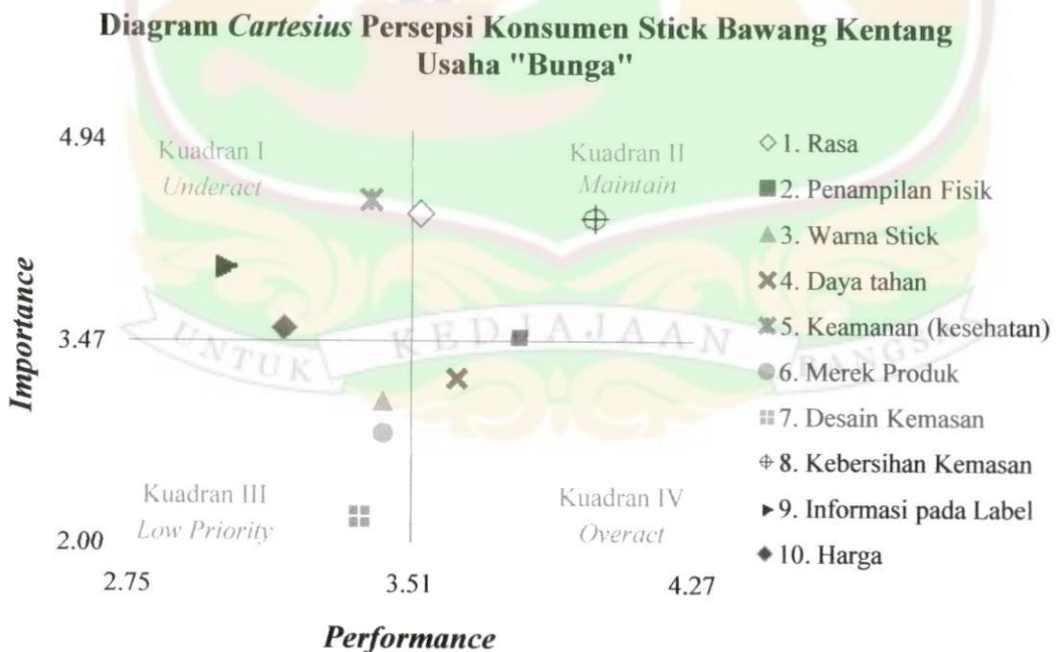 Diagram Cartesius Persepsi Konsumen Stick Bawang Kentang
Usaha "Bunga"
4.94
Kuadran I
Underact
Kuadran II
Maintain
Importance
3.47
UNTUK KEDJAJAAN BANGSA
Kuadran III
Low Priority
Kuadran IV
Overact
2.00
2.75
3.51
4.27
Performance
1. Rasa
2. Penampilan Fisik
3. Warna Stick
4. Daya tahan
5. Keamanan (kesehatan)
6. Merek Produk
7. Desain Kemasan
8. Kebersihan Kemasan
9. Informasi pada Label
10. Harga